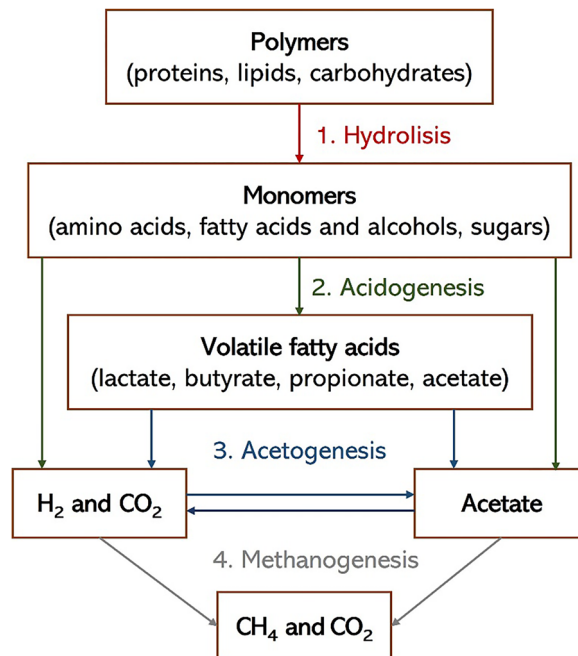 Polymers
(proteins, lipids, carbohydrates)
1. Hydrolisis
Monomers
(amino acids, fatty acids and alcohols, sugars)
2. Acidogenesis
Volatile fatty acids
(lactate, butyrate, propionate, acetate)
3. Acetogenesis
H₂ and CO₂
Acetate
4. Methanogenesis
CH₄ and CO₂